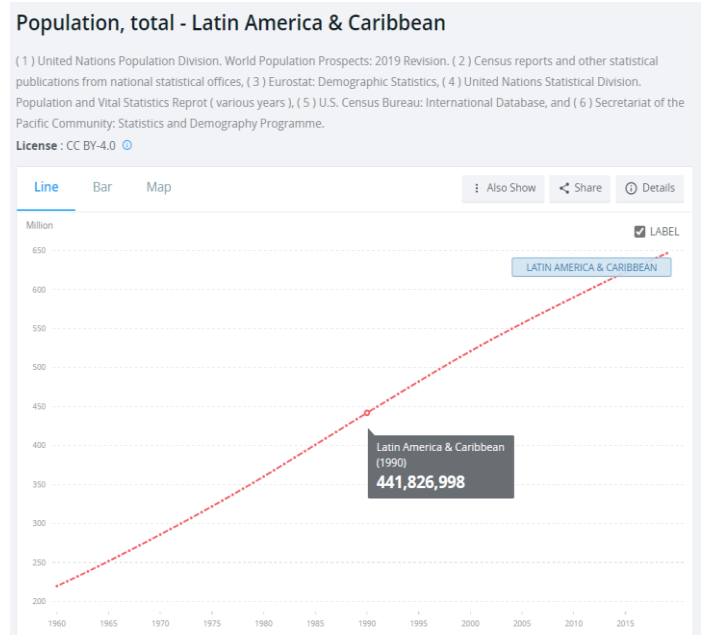 Population, total - Latin America & Caribbean
( 1 ) United Nations Population Division. World Population Prospects: 2019 Revision. ( 2 ) Census reports and other statistical
publications from national statistical offices, ( 3 ) Eurostat: Demographic Statistics, ( 4 ) United Nations Statistical Division.
Population and Vital Statistics Reprot ( various years ), ( 5 ) U.S. Census Bureau: International Database, and ( 6 ) Secretariat of the
Pacific Community: Statistics and Demography Programme.
License : CC BY-4.0
Line Bar Map Also Show Share Details
Million
LABEL
650
LATIN AMERICA & CARIBBEAN
600
550
500
450
400
Latin America & Caribbean
(1990)
441,826,998
350
300
250
200
1960 1965 1970 1975 1980 1985 1990 1995 2000 2005 2010 2015